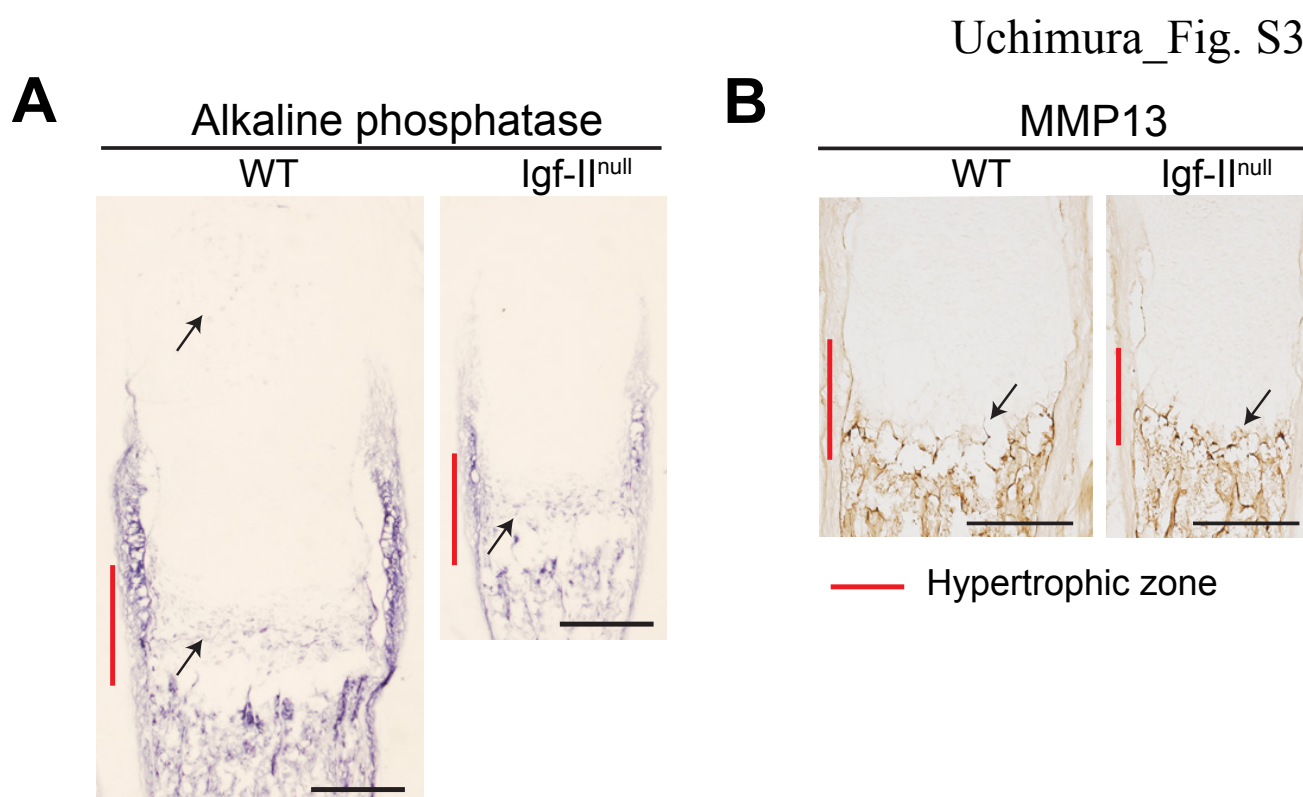 Uchimura_Fig. S3
A
Alkaline phosphatase
WT
Igf-IInull
B
MMP13
WT
Igf-IInull
Hypertrophic zone